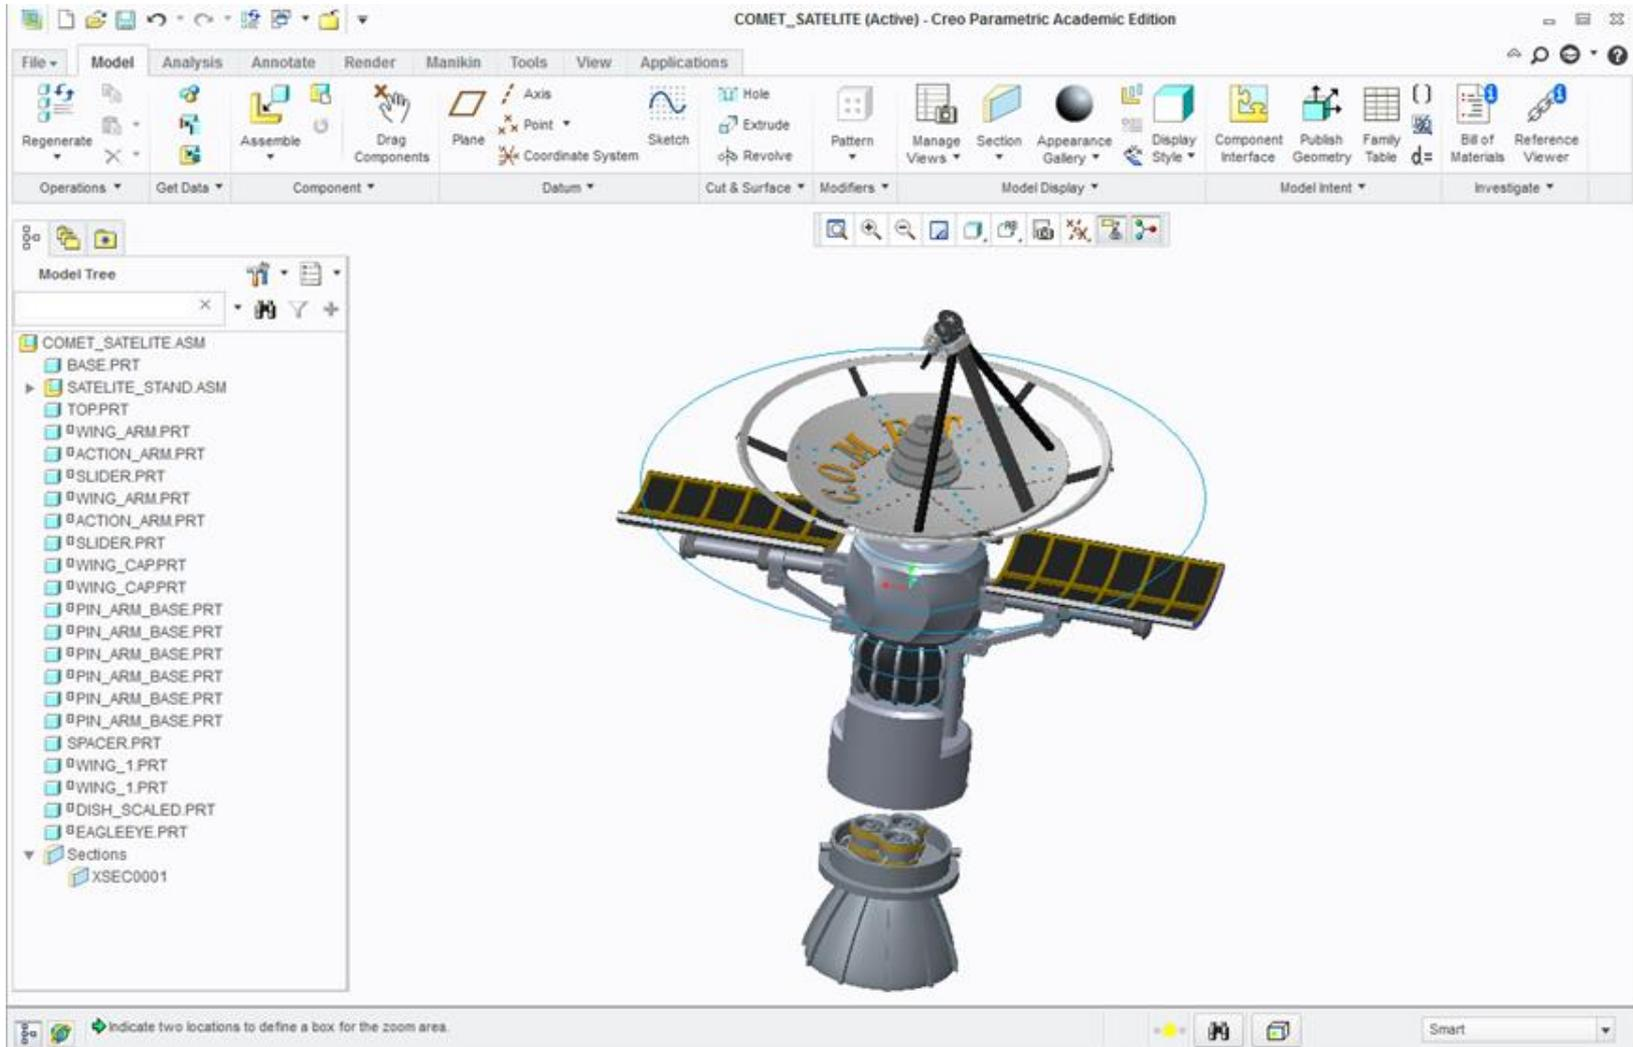 COMET_SATELITE (Active) - Creo Parametric Academic Edition
File Model Analysis Annotate Render Manikin Tools View Applications
Regenerate
Operations
Get Data
Assemble
Drag
Components
Component
Plane
Axis
Point
Coordinate System
Sketch
Datum
Hole
Extrude
Revolve
Cut & Surface
Pattern
Modifiers
Manage
Views
Section
Appearance
Gallery
Display
Style
Model Display
Component
Interface
Publish
Geometry
Family
Table
d=
Model Intent
Bill of
Materials
Reference
Viewer
Investigate
Model Tree
COMET_SATELITE.ASM
BASE.PRT
SATELITE_STAND.ASM
TOP.PRT
WING_ARM.PRT
ACTION_ARM.PRT
SLIDER.PRT
WING_ARM.PRT
ACTION_ARM.PRT
SLIDER.PRT
WING_CAP.PRT
WING_CAP.PRT
PIN_ARM_BASE.PRT
PIN_ARM_BASE.PRT
PIN_ARM_BASE.PRT
PIN_ARM_BASE.PRT
PIN_ARM_BASE.PRT
PIN_ARM_BASE.PRT
SPACER.PRT
WING_1.PRT
WING_1.PRT
DISH_SCALED.PRT
EAGLEEYE.PRT
Sections
XSEC0001
Indicate two locations to define a box for the zoom area.
Smart